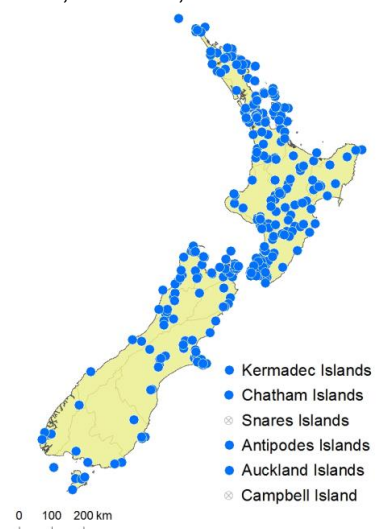 Kermadec Islands
Chatham Islands
Snares Islands
Antipodes Islands
Auckland Islands
Campbell Island
0 100 200 km